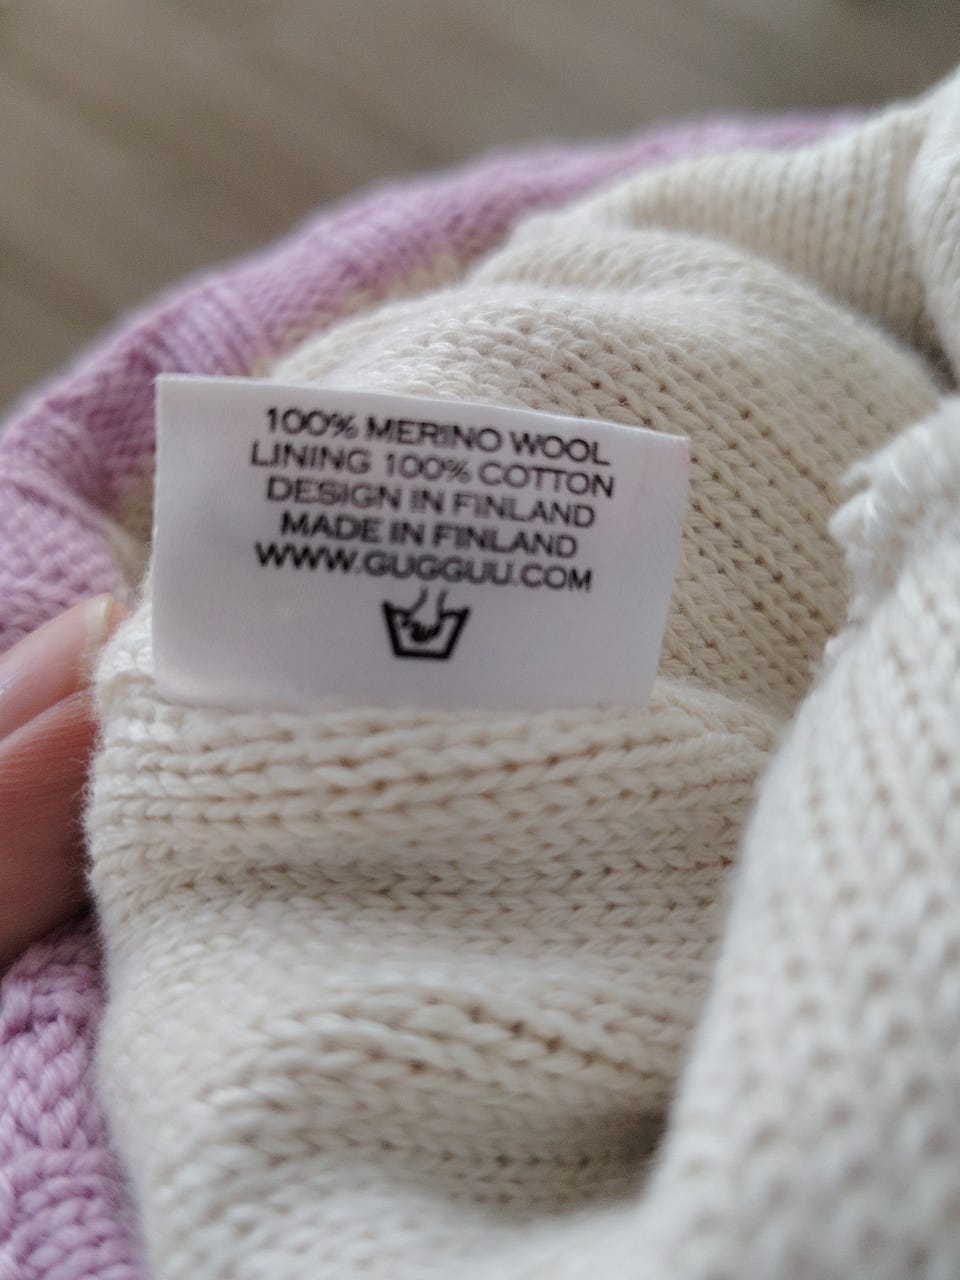 100% MERINO WOOL
LINING 100% COTTON
DESIGN IN FINLAND
MADE IN FINLAND
WWW.GUGGUU.COM